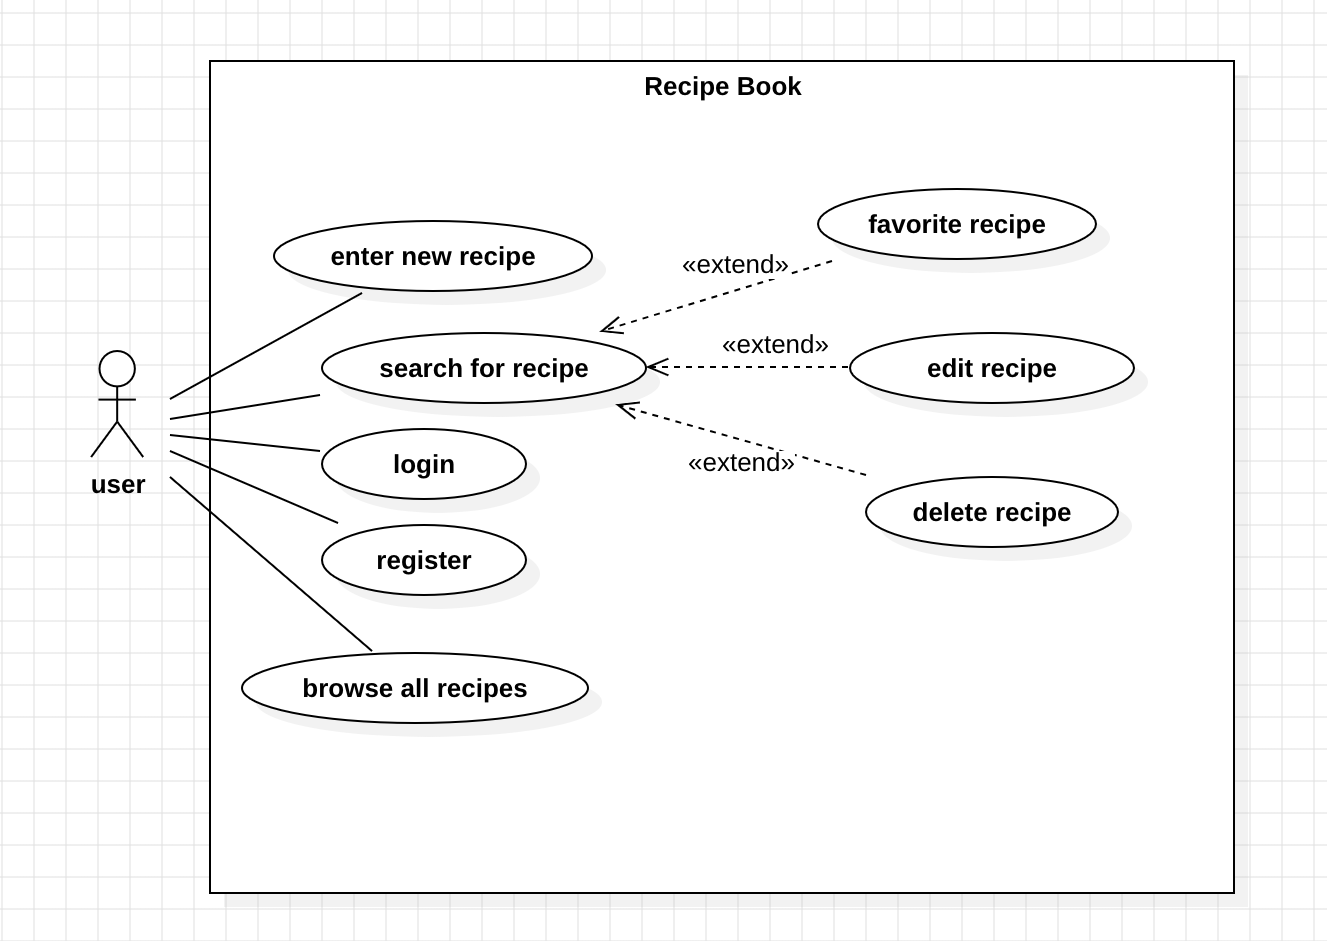 Recipe Book
favorite recipe
enter new recipe
«extend»
«extend»
search for recipe
edit recipe
login
«extend»
user
delete recipe
register
browse all recipes